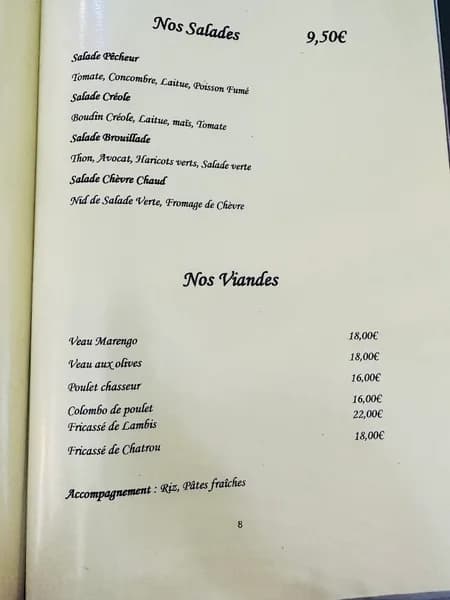 Nos Salades 9,50€
Salade Pêcheur
Tomate, Concombre, Laitue, Poisson Fumé
Salade Créole
Boudin Créole, Laitue, maïs, Tomate
Salade Brouillade
Thon, Avocat, Haricots verts, Salade verte
Salade Chèvre Chaud
Nid de Salade Verte, Fromage de Chèvre
Nos Viandes
Veau Marengo 18,00€
Veau aux olives 18,00€
Poulet chasseur 16,00€
Colombo de poulet 16,00€
Fricassé de Lambis 22,00€
Fricassé de Chatrou 18,00€
Accompagnement : Riz, Pâtes fraîches
8